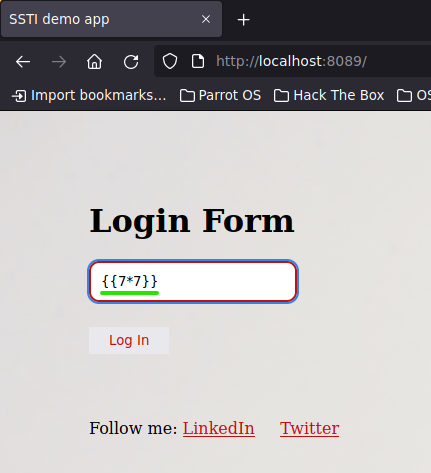 SSTI demo app
http://localhost:8089/
Import bookmarks... Parrot OS Hack The Box OS
Login Form
{{7*7}}
Log In
Follow me: LinkedIn Twitter